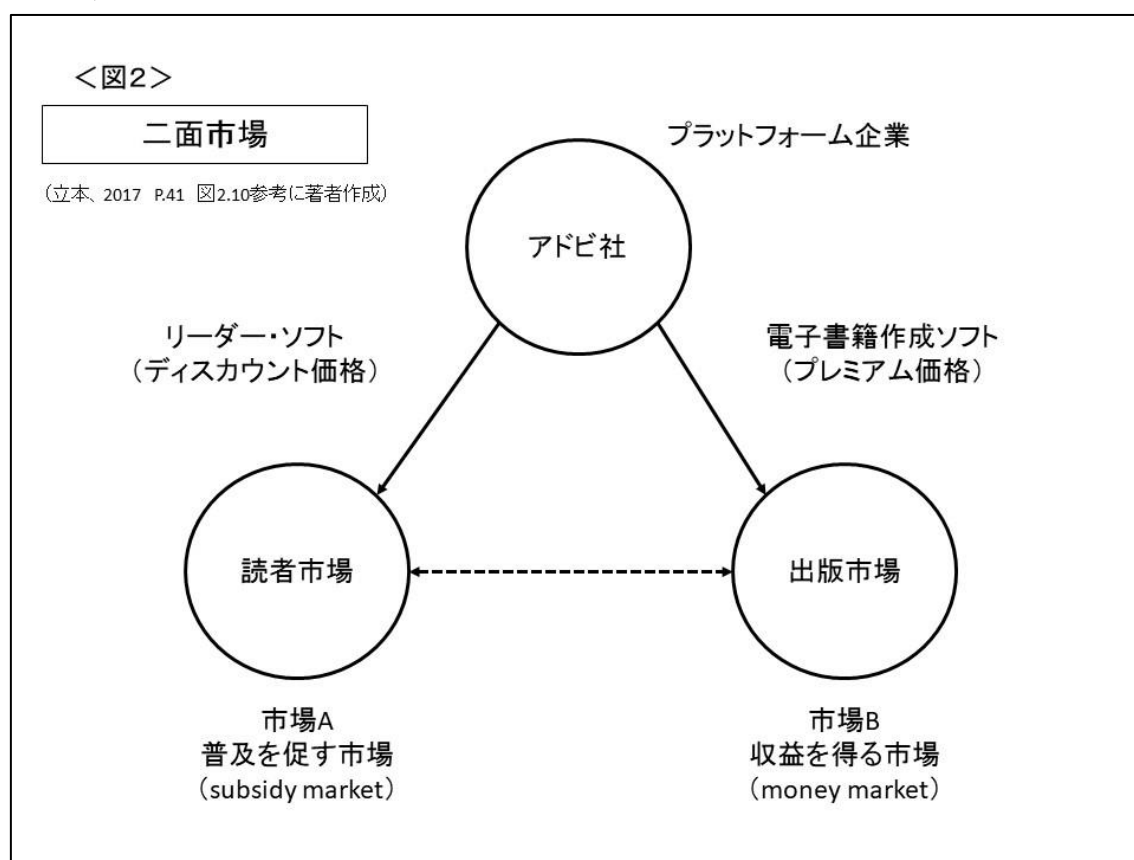 ＜図２＞
二面市場
（立本、2017 P.41 図2.10参考に著者作成）
プラットフォーム企業
アドビ社
リーダー・ソフト
（ディスカウント価格）
電子書籍作成ソフト
（プレミアム価格）
読者市場
出版市場
市場A
普及を促す市場
（subsidy market）
市場B
収益を得る市場
（money market）